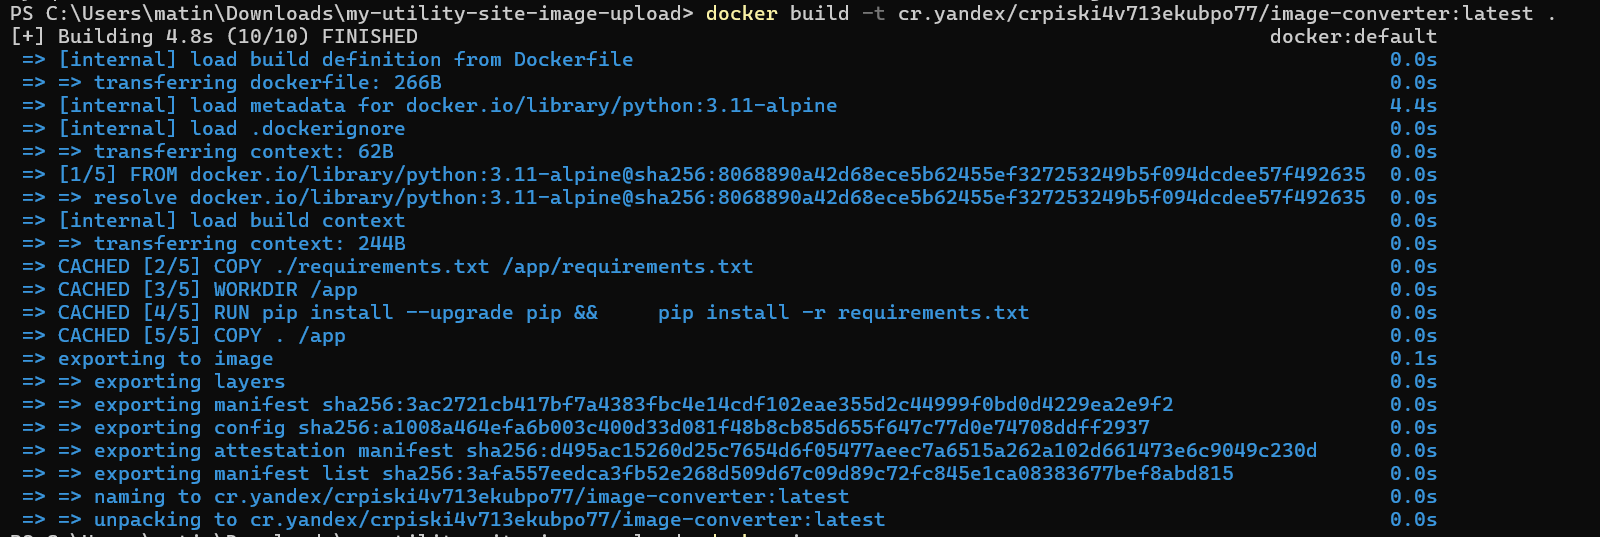 PS C:\Users\matin\Downloads\my-utility-site-image-upload> docker build -t cr.yandex/crpiski4v713ekubpo77/image-converter:latest .
[+] Building 4.8s (10/10) FINISHED docker:default
=> [internal] load build definition from Dockerfile 0.0s
=> => transferring dockerfile: 266B 0.0s
=> [internal] load metadata for docker.io/library/python:3.11-alpine 4.4s
=> [internal] load .dockerignore 0.0s
=> => transferring context: 62B 0.0s
=> [1/5] FROM docker.io/library/python:3.11-alpine@sha256:8068890a42d68ece5b62455ef327253249b5f094dcdee57f492635 0.0s
=> => resolve docker.io/library/python:3.11-alpine@sha256:8068890a42d68ece5b62455ef327253249b5f094dcdee57f492635 0.0s
=> [internal] load build context 0.0s
=> => transferring context: 244B 0.0s
=> CACHED [2/5] COPY ./requirements.txt /app/requirements.txt 0.0s
=> CACHED [3/5] WORKDIR /app 0.0s
=> CACHED [4/5] RUN pip install --upgrade pip &&     pip install -r requirements.txt 0.0s
=> CACHED [5/5] COPY . /app 0.0s
=> exporting to image 0.1s
=> => exporting layers 0.0s
=> => exporting manifest sha256:3ac2721cb417bf7a4383fbc4e14cdf102eae355d2c44999f0bd0d4229ea2e9f2 0.0s
=> => exporting config sha256:a1008a464efa6b003c400d33d081f48b8cb85d655f647c77d0e74708ddff2937 0.0s
=> => exporting attestation manifest sha256:d495ac15260d25c7654d6f05477aeec7a6515a262a102d661473e6c9049c230d 0.0s
=> => exporting manifest list sha256:3afa557eedca3fb52e268d509d67c09d89c72fc845e1ca08383677bef8abd815 0.0s
=> => naming to cr.yandex/crpiski4v713ekubpo77/image-converter:latest 0.0s
=> => unpacking to cr.yandex/crpiski4v713ekubpo77/image-converter:latest 0.0s